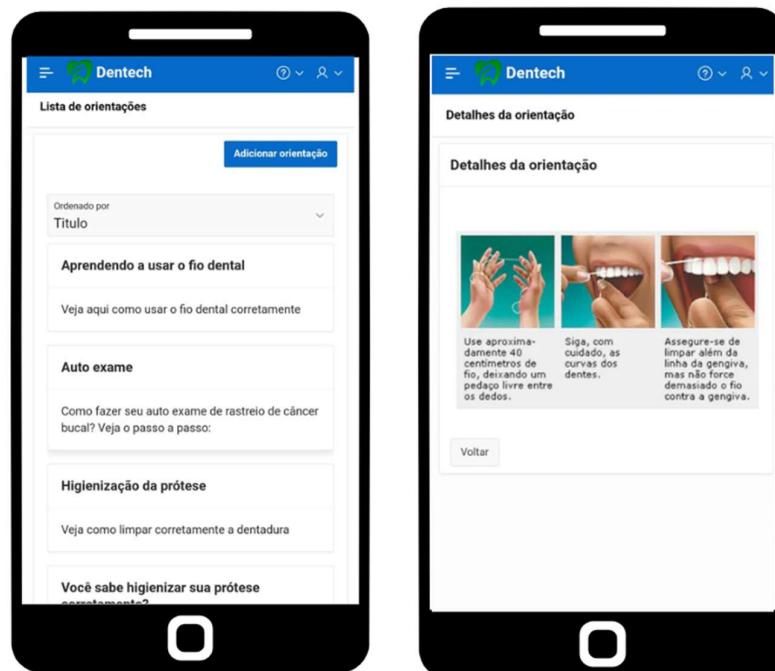 Dentech
Lista de orientações
Adicionar orientação
Ordenado por
Titulo
Aprendendo a usar o fio dental
Veja aqui como usar o fio dental corretamente
Auto exame
Como fazer seu auto exame de rastreio de câncer
bucal? Veja o passo a passo:
Higienização da prótese
Veja como limpar corretamente a dentadura
Você sabe higienizar sua prótese
corretamente?
Dentech
Detalhes da orientação
Detalhes da orientação
Use aproxima-
damente 40
centímetros de
fio, deixando um
pedaço livre entre
os dedos.
Siga, com
cuidado, as
curvas dos
dentes.
Assegure-se de
limpar além da
linha da gengiva,
mas não force
demasiado o fio
contra a gengiva.
Voltar